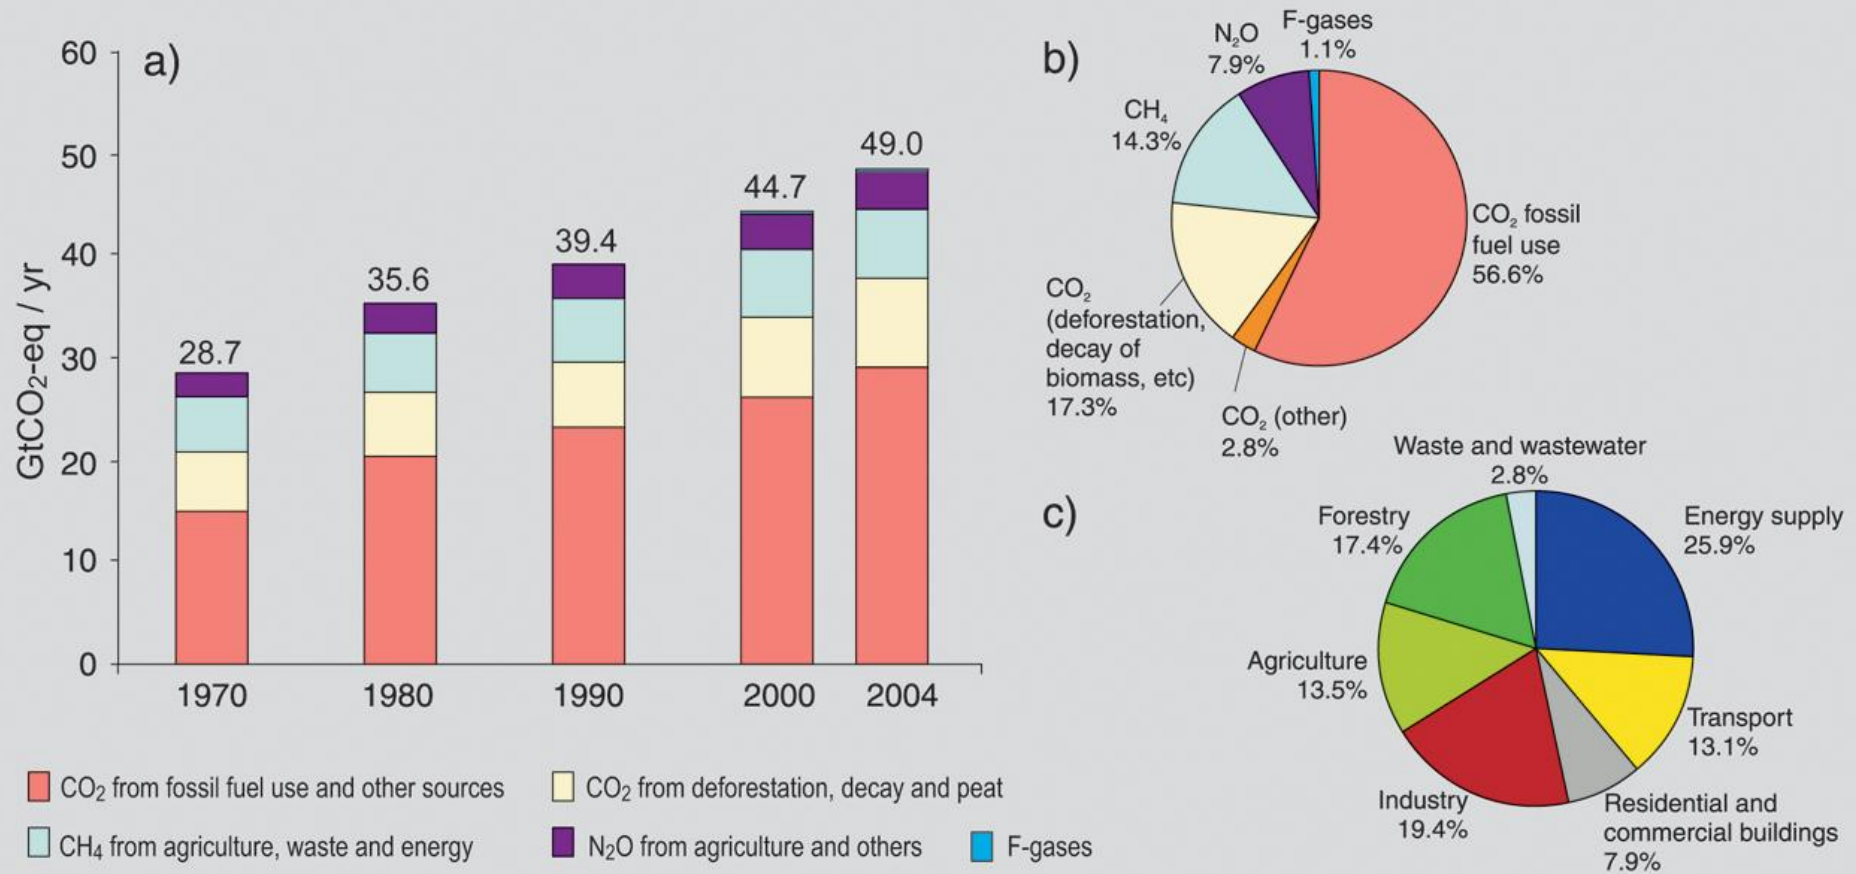 a)
GtCO₂-eq / yr
60
50
40
30
20
10
0
28.7
35.6
39.4
44.7
49.0
1970
1980
1990
2000
2004
CO₂ from fossil fuel use and other sources
CO₂ from deforestation, decay and peat
CH₄ from agriculture, waste and energy
N₂O from agriculture and others
F-gases
b)
F-gases
1.1%
N₂O
7.9%
CH₄
14.3%
CO₂ fossil
fuel use
56.6%
CO₂
(deforestation,
decay of
biomass, etc)
17.3%
CO₂ (other)
2.8%
c)
Waste and wastewater
2.8%
Forestry
17.4%
Energy supply
25.9%
Agriculture
13.5%
Transport
13.1%
Industry
19.4%
Residential and
commercial buildings
7.9%